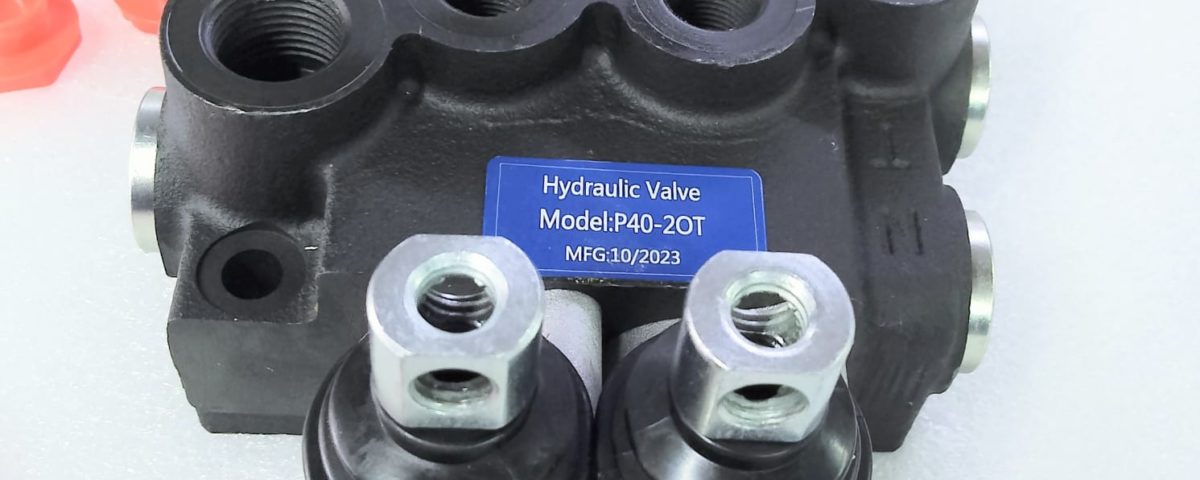 Hydraulic Valve
Model:P40-2OT
MFG:10/2023